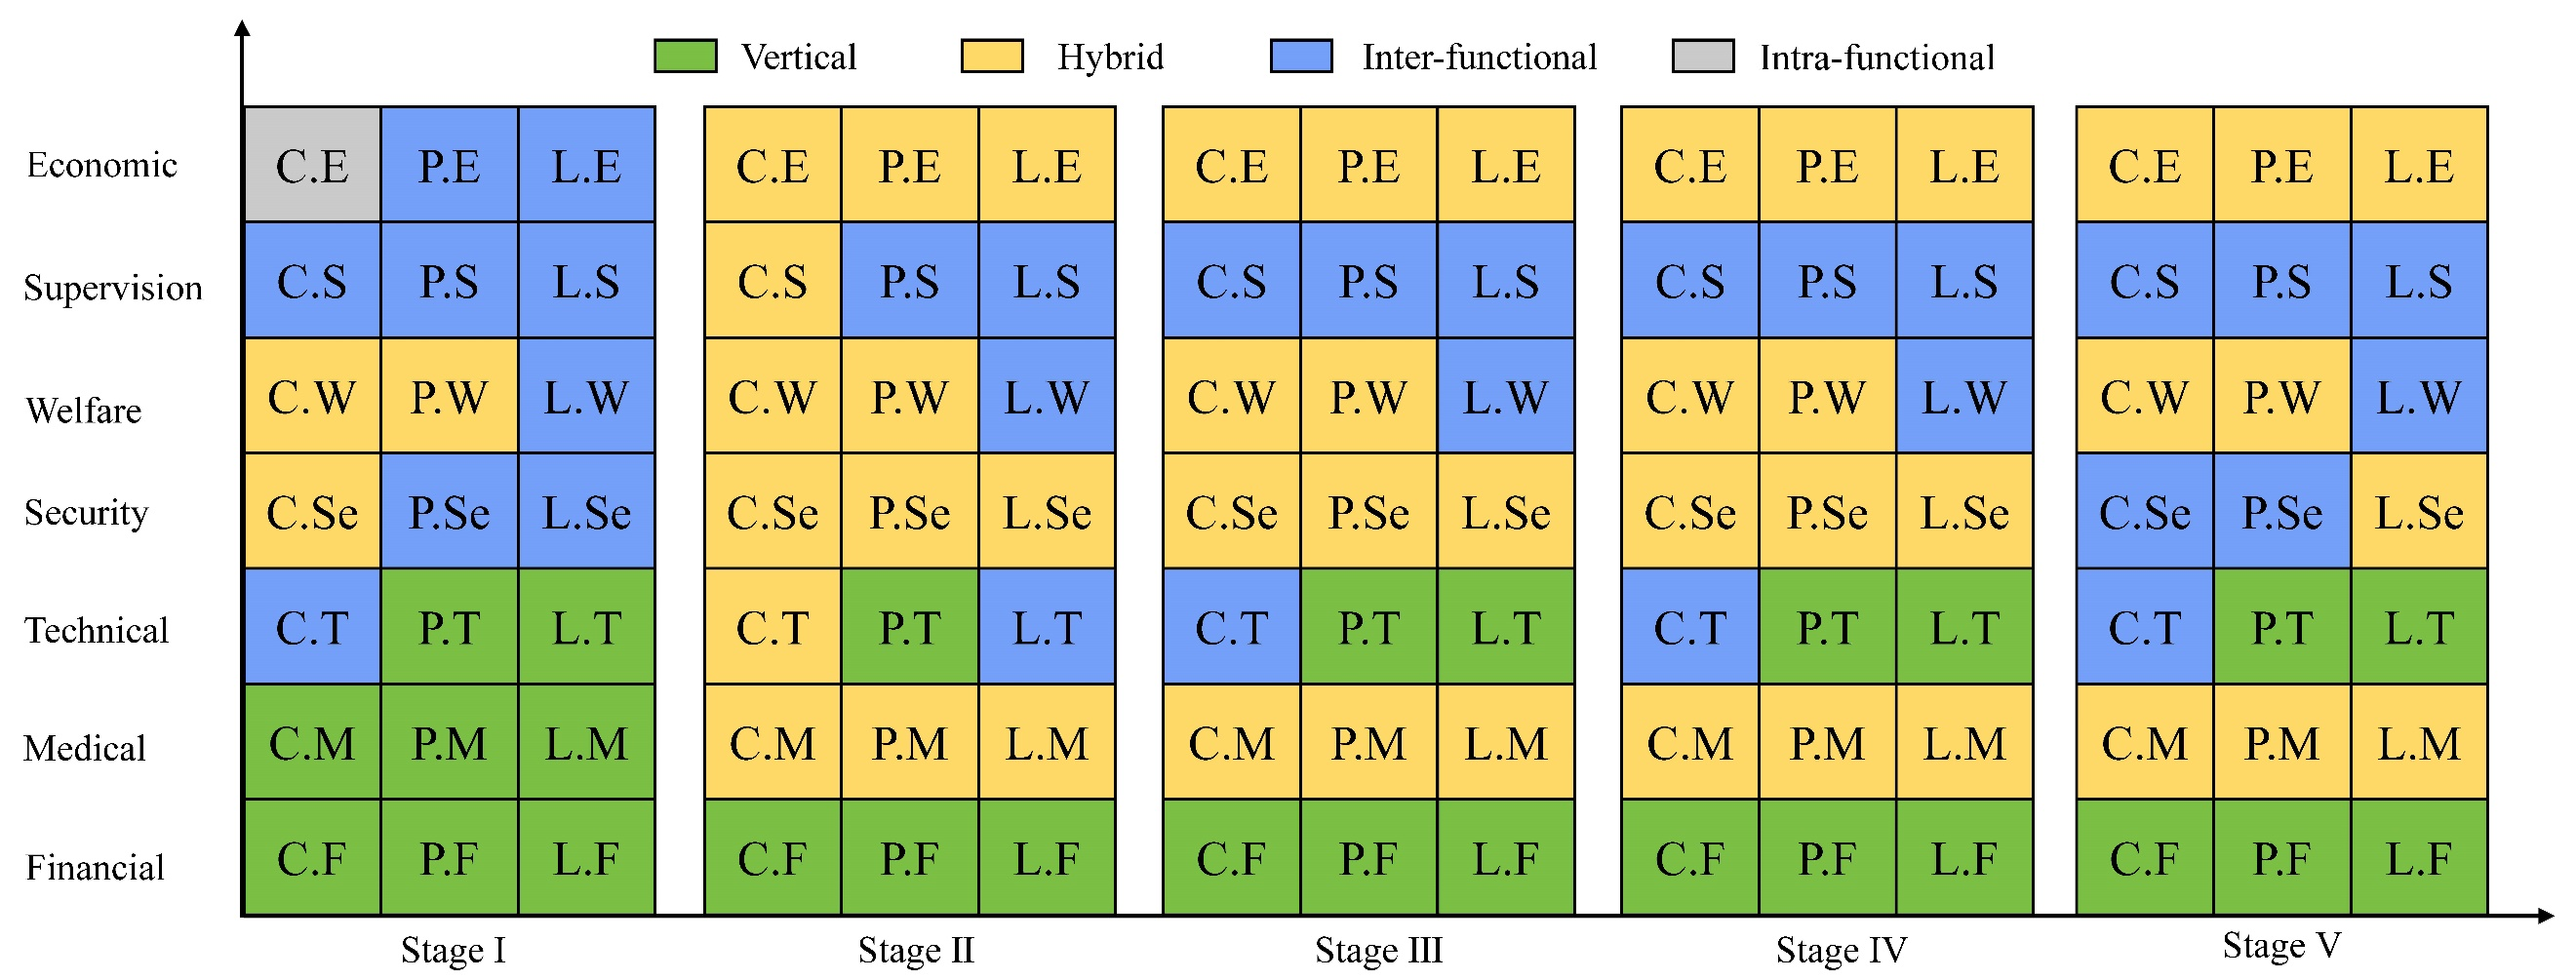 Vertical Hybrid Inter-functional Intra-functional
Economic C.E P.E L.E C.E P.E L.E C.E P.E L.E C.E P.E L.E C.E P.E L.E
Supervision C.S P.S L.S C.S P.S L.S C.S P.S L.S C.S P.S L.S C.S P.S L.S
Welfare C.W P.W L.W C.W P.W L.W C.W P.W L.W C.W P.W L.W C.W P.W L.W
Security C.Se P.Se L.Se C.Se P.Se L.Se C.Se P.Se L.Se C.Se P.Se L.Se C.Se P.Se L.Se
Technical C.T P.T L.T C.T P.T L.T C.T P.T L.T C.T P.T L.T C.T P.T L.T
Medical C.M P.M L.M C.M P.M L.M C.M P.M L.M C.M P.M L.M C.M P.M L.M
Financial C.F P.F L.F C.F P.F L.F C.F P.F L.F C.F P.F L.F C.F P.F L.F
Stage I Stage II Stage III Stage IV Stage V